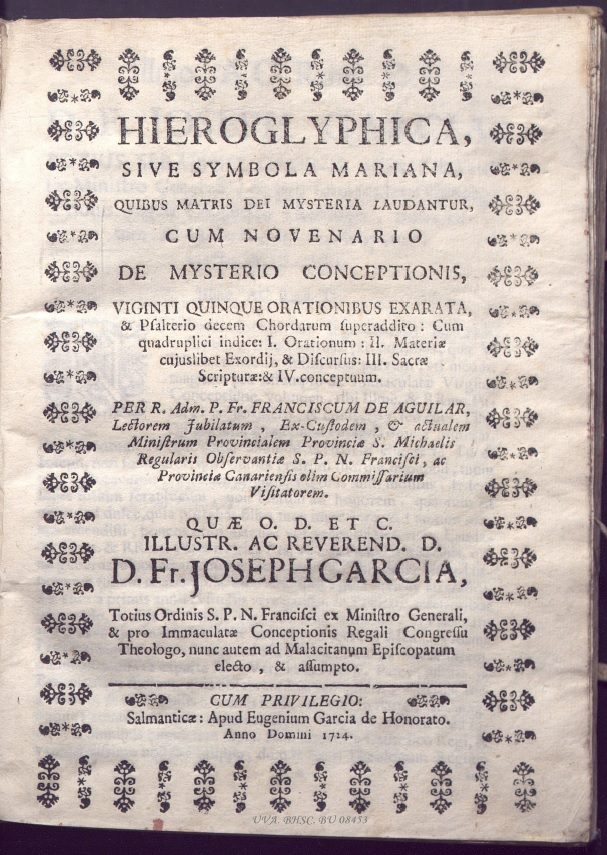 HIEROGLYPHICA,
SIVE SYMBOLA MARIANA,
QUIBUS MATRIS DEI MYSTERIA LAUDANTUR,
CUM NOVENARIO
DE MYSTERIO CONCEPTIONIS,
VIGINTI QUINQUE ORATIONIBUS EXARATA,
& Pſalterio decem Chordarum ſuperaddito: Cum
quadruplici indice: I. Orationum: II. Materiæ
cujuslibet Exordij, & Diſcurſus: III. Sacræ
Scripturæ:& IV.conceptuum.
PER R. Adm. P. Fr. FRANCISCUM DE AGUILAR,
Lectorem Jubilatum, Ex-Cuſtodem, & actualem
Miniſtrum Provincialem Provinciæ S. Michaelis
Regularis Obſervantiæ S. P. N. Franciſci, ac
Provinciæ Canarienſis olim Commiſſarium
Viſitatorem.
QUÆ O. D. ET C.
ILLUSTR. AC REVEREND. D.
D. Fr. JOSEPH GARCIA,
Totius Ordinis S. P. N. Franciſci ex Miniſtro Generali,
& pro Immaculatæ Conceptionis Regali Congreſſu
Theologo, nunc autem ad Malacitanum Epiſcopatum
electo, & aſſumpto.
CUM PRIVILEGIO:
Salmanticæ: Apud Eugenium Garcia de Honorato.
Anno Domini 1724.
UVA. BHSC. BU 08453